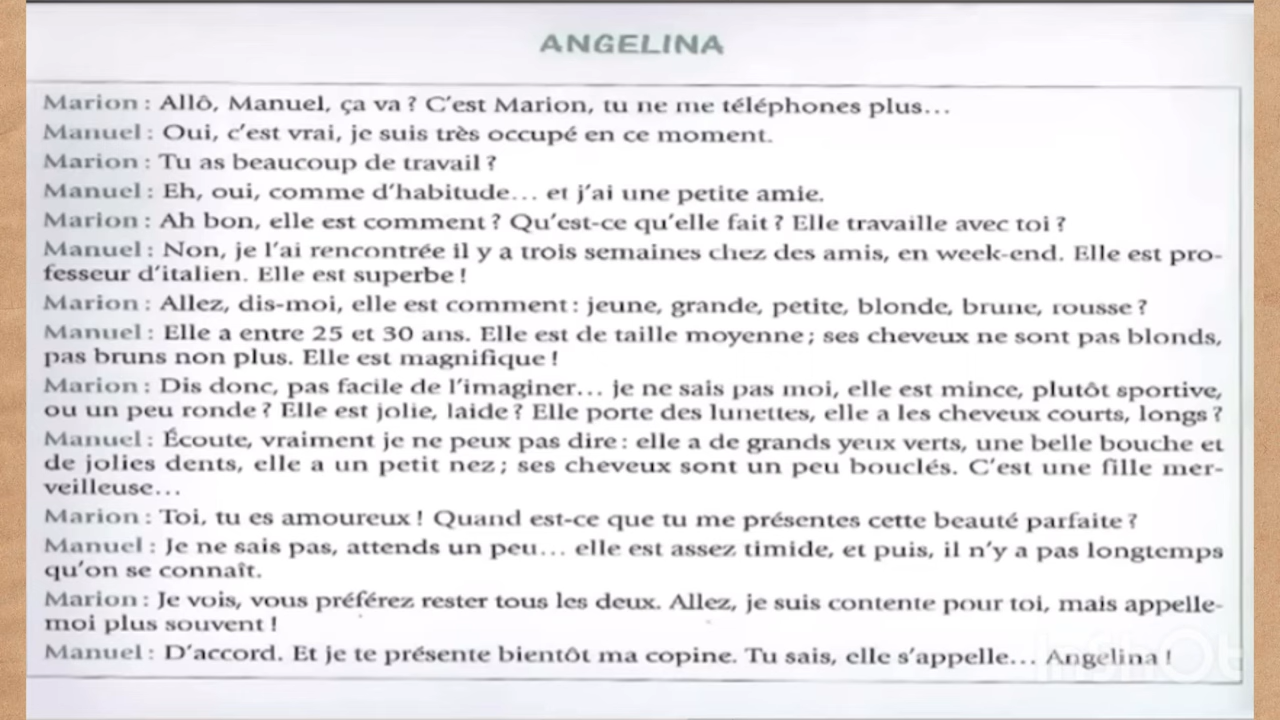 ANGELINA
Marion : Allô, Manuel, ça va ? C'est Marion, tu ne me téléphones plus…
Manuel : Oui, c'est vrai, je suis très occupé en ce moment.
Marion : Tu as beaucoup de travail ?
Manuel : Eh, oui, comme d'habitude… et j'ai une petite amie.
Marion : Ah bon, elle est comment ? Qu'est-ce qu'elle fait ? Elle travaille avec toi ?
Manuel : Non, je l'ai rencontrée il y a trois semaines chez des amis, en week-end. Elle est pro-
fesseur d'italien. Elle est superbe !
Marion : Allez, dis-moi, elle est comment : jeune, grande, petite, blonde, brune, rousse ?
Manuel : Elle a entre 25 et 30 ans. Elle est de taille moyenne ; ses cheveux ne sont pas blonds,
pas bruns non plus. Elle est magnifique !
Marion : Dis donc, pas facile de l'imaginer… je ne sais pas moi, elle est mince, plutôt sportive,
ou un peu ronde ? Elle est jolie, laide ? Elle porte des lunettes, elle a les cheveux courts, longs ?
Manuel : Écoute, vraiment je ne peux pas dire : elle a de grands yeux verts, une belle bouche et
de jolies dents, elle a un petit nez ; ses cheveux sont un peu bouclés. C'est une fille mer-
veilleuse…
Marion : Toi, tu es amoureux ! Quand est-ce que tu me présentes cette beauté parfaite ?
Manuel : Je ne sais pas, attends un peu… elle est assez timide, et puis, il n'y a pas longtemps
qu'on se connaît.
Marion : Je vois, vous préférez rester tous les deux. Allez, je suis contente pour toi, mais appelle-
moi plus souvent !
Manuel : D'accord. Et je te présente bientôt ma copine. Tu sais, elle s'appelle… Angelina !